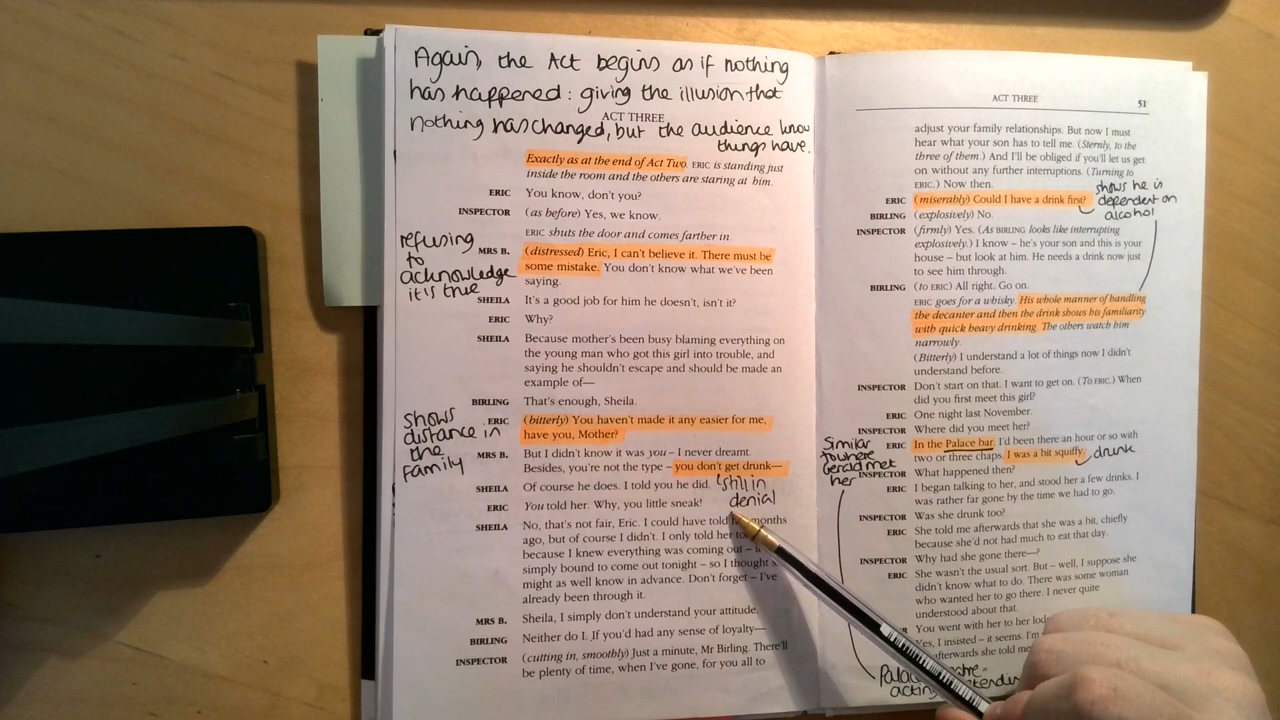 Again, the Act begins as if nothing
has happened: giving the illusion that
ACT THREE
nothing has changed, but the audience know
things have.
Exactly as at the end of Act Two. ERIC is standing just
inside the room and the others are staring at him.
ERIC You know, don't you?
INSPECTOR (as before) Yes, we know.
ERIC shuts the door and comes farther in.
refusing
to
acknowledge
it's true
MRS B. (distressed) Eric, I can't believe it. There must be
some mistake. You don't know what we've been
saying.
SHEILA It's a good job for him he doesn't, isn't it?
ERIC Why?
SHEILA Because mother's been busy blaming everything on
the young man who got this girl into trouble, and
saying he shouldn't escape and should be made an
example of—
BIRLING That's enough, Sheila.
shows
distance in
the
family
ERIC (bitterly) You haven't made it any easier for me,
have you, Mother?
MRS B. But I didn't know it was you – I never dreamt.
Besides, you're not the type – you don't get drunk—
SHEILA Of course he does. I told you he did.
still in
denial
ERIC You told her. Why, you little sneak!
SHEILA No, that's not fair, Eric. I could have told months
ago, but of course I didn't. I only told her
because I knew everything was coming out –
simply bound to come out tonight – so I thought
might as well know in advance. Don't forget – I've
already been through it.
MRS B. Sheila, I simply don't understand your attitude.
BIRLING Neither do I. If you'd had any sense of loyalty—
INSPECTOR (cutting in, smoothly) Just a minute, Mr Birling. There'll
be plenty of time, when I've gone, for you all to
ACT THREE 51
adjust your family relationships. But now I must
hear what your son has to tell me. (Sternly, to the
three of them.) And I'll be obliged if you'll let us get
on without any further interruptions. (Turning to
ERIC.) Now then.
ERIC (miserably) Could I have a drink first?
shows he is
dependent on
alcohol
BIRLING (explosively) No.
INSPECTOR (firmly) Yes. (As BIRLING looks like interrupting
explosively.) I know – he's your son and this is your
house – but look at him. He needs a drink now just
to see him through.
BIRLING (to ERIC) All right. Go on.
ERIC goes for a whisky. His whole manner of handling
the decanter and then the drink shows his familiarity
with quick heavy drinking. The others watch him
narrowly.
(Bitterly) I understand a lot of things now I didn't
understand before.
INSPECTOR Don't start on that. I want to get on. (To ERIC.) When
did you first meet this girl?
ERIC One night last November.
INSPECTOR Where did you meet her?
Similar
to where
Gerald met
her
ERIC In the Palace bar. I'd been there an hour or so with
two or three chaps. I was a bit squiffy.
drunk
INSPECTOR What happened then?
ERIC I began talking to her, and stood her a few drinks. I
was rather far gone by the time we had to go.
INSPECTOR Was she drunk too?
ERIC She told me afterwards that she was a bit, chiefly
because she'd not had much to eat that day.
INSPECTOR Why had she gone there—?
ERIC She wasn't the usual sort. But – well, I suppose she
didn't know what to do. There was some woman
who wanted her to go there. I never quite
understood about that.
You went with her to her
Yes, I insisted – it seems. I'm
afterwards she told me